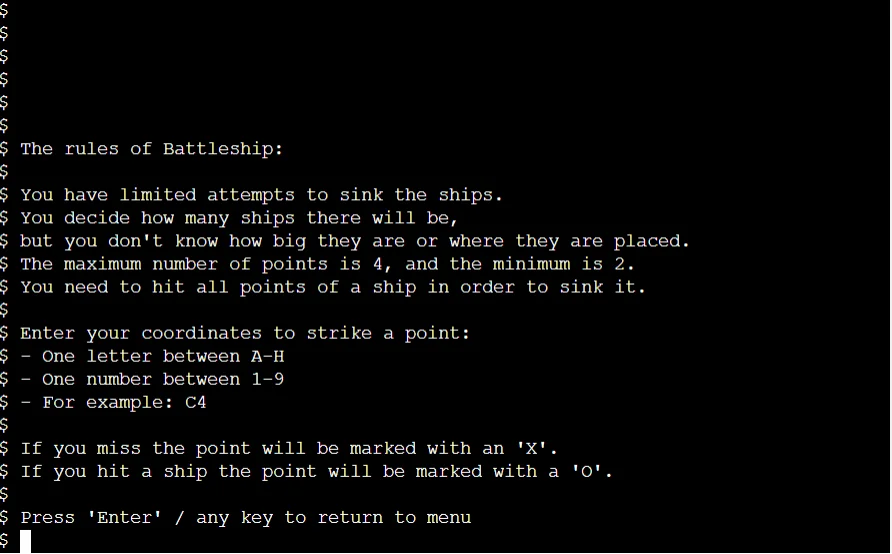 $
$
$
$
$
$
$ The rules of Battleship:
$
$ You have limited attempts to sink the ships.
$ You decide how many ships there will be,
$ but you don't know how big they are or where they are placed.
$ The maximum number of points is 4, and the minimum is 2.
$ You need to hit all points of a ship in order to sink it.
$
$ Enter your coordinates to strike a point:
$ - One letter between A-H
$ - One number between 1-9
$ - For example: C4
$
$ If you miss the point will be marked with an 'X'.
$ If you hit a ship the point will be marked with a 'O'.
$
$ Press 'Enter' / any key to return to menu
$